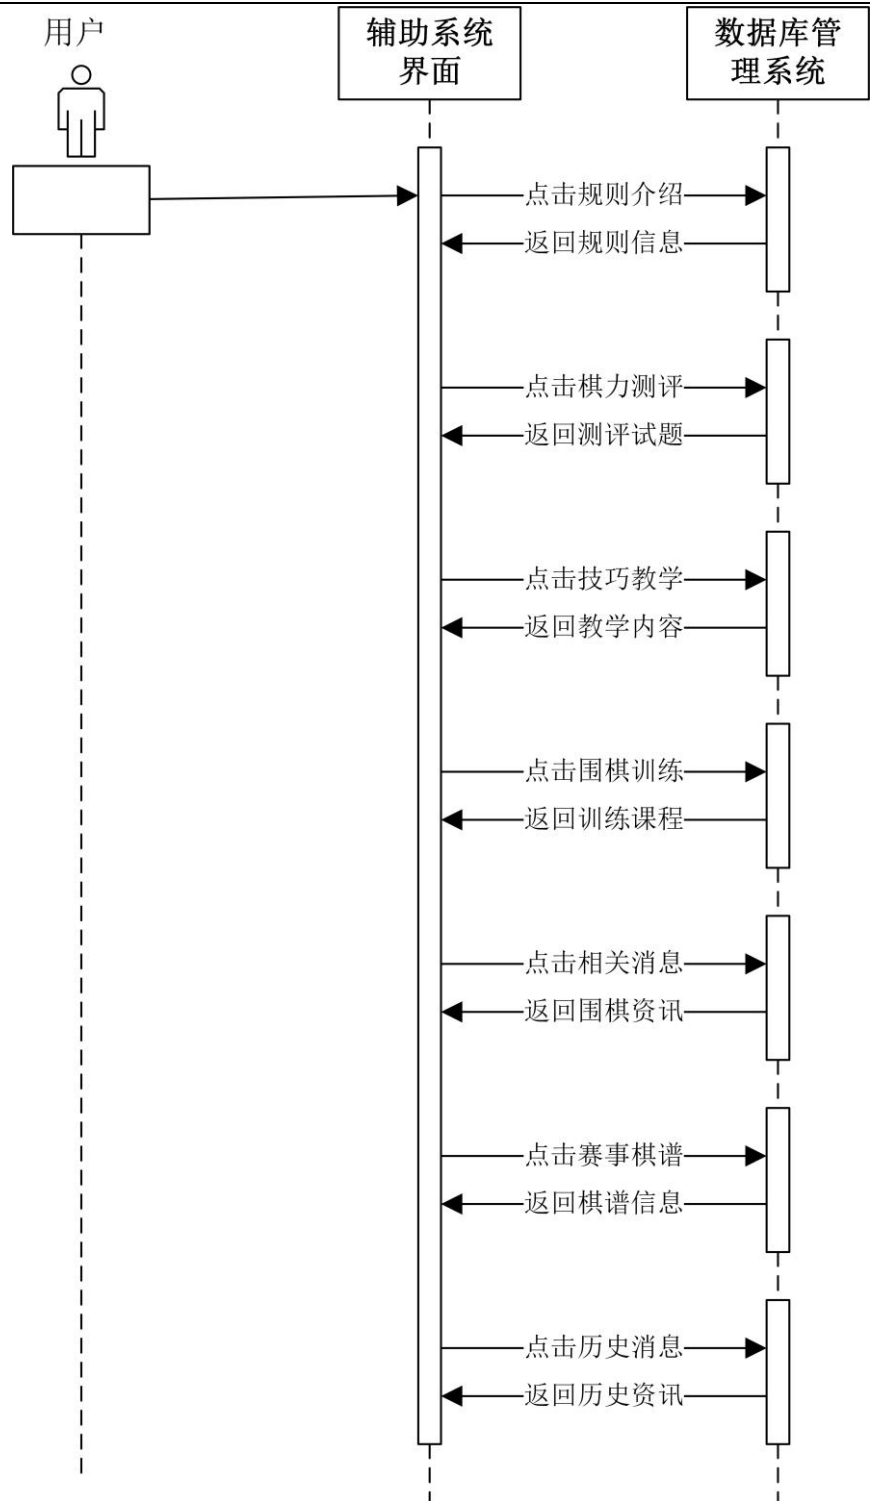 用户
辅助系统
界面
数据库管
理系统
点击规则介绍
返回规则信息
点击棋力测评
返回测评试题
点击技巧教学
返回教学内容
点击围棋训练
返回训练课程
点击相关消息
返回围棋资讯
点击赛事棋谱
返回棋谱信息
点击历史消息
返回历史资讯